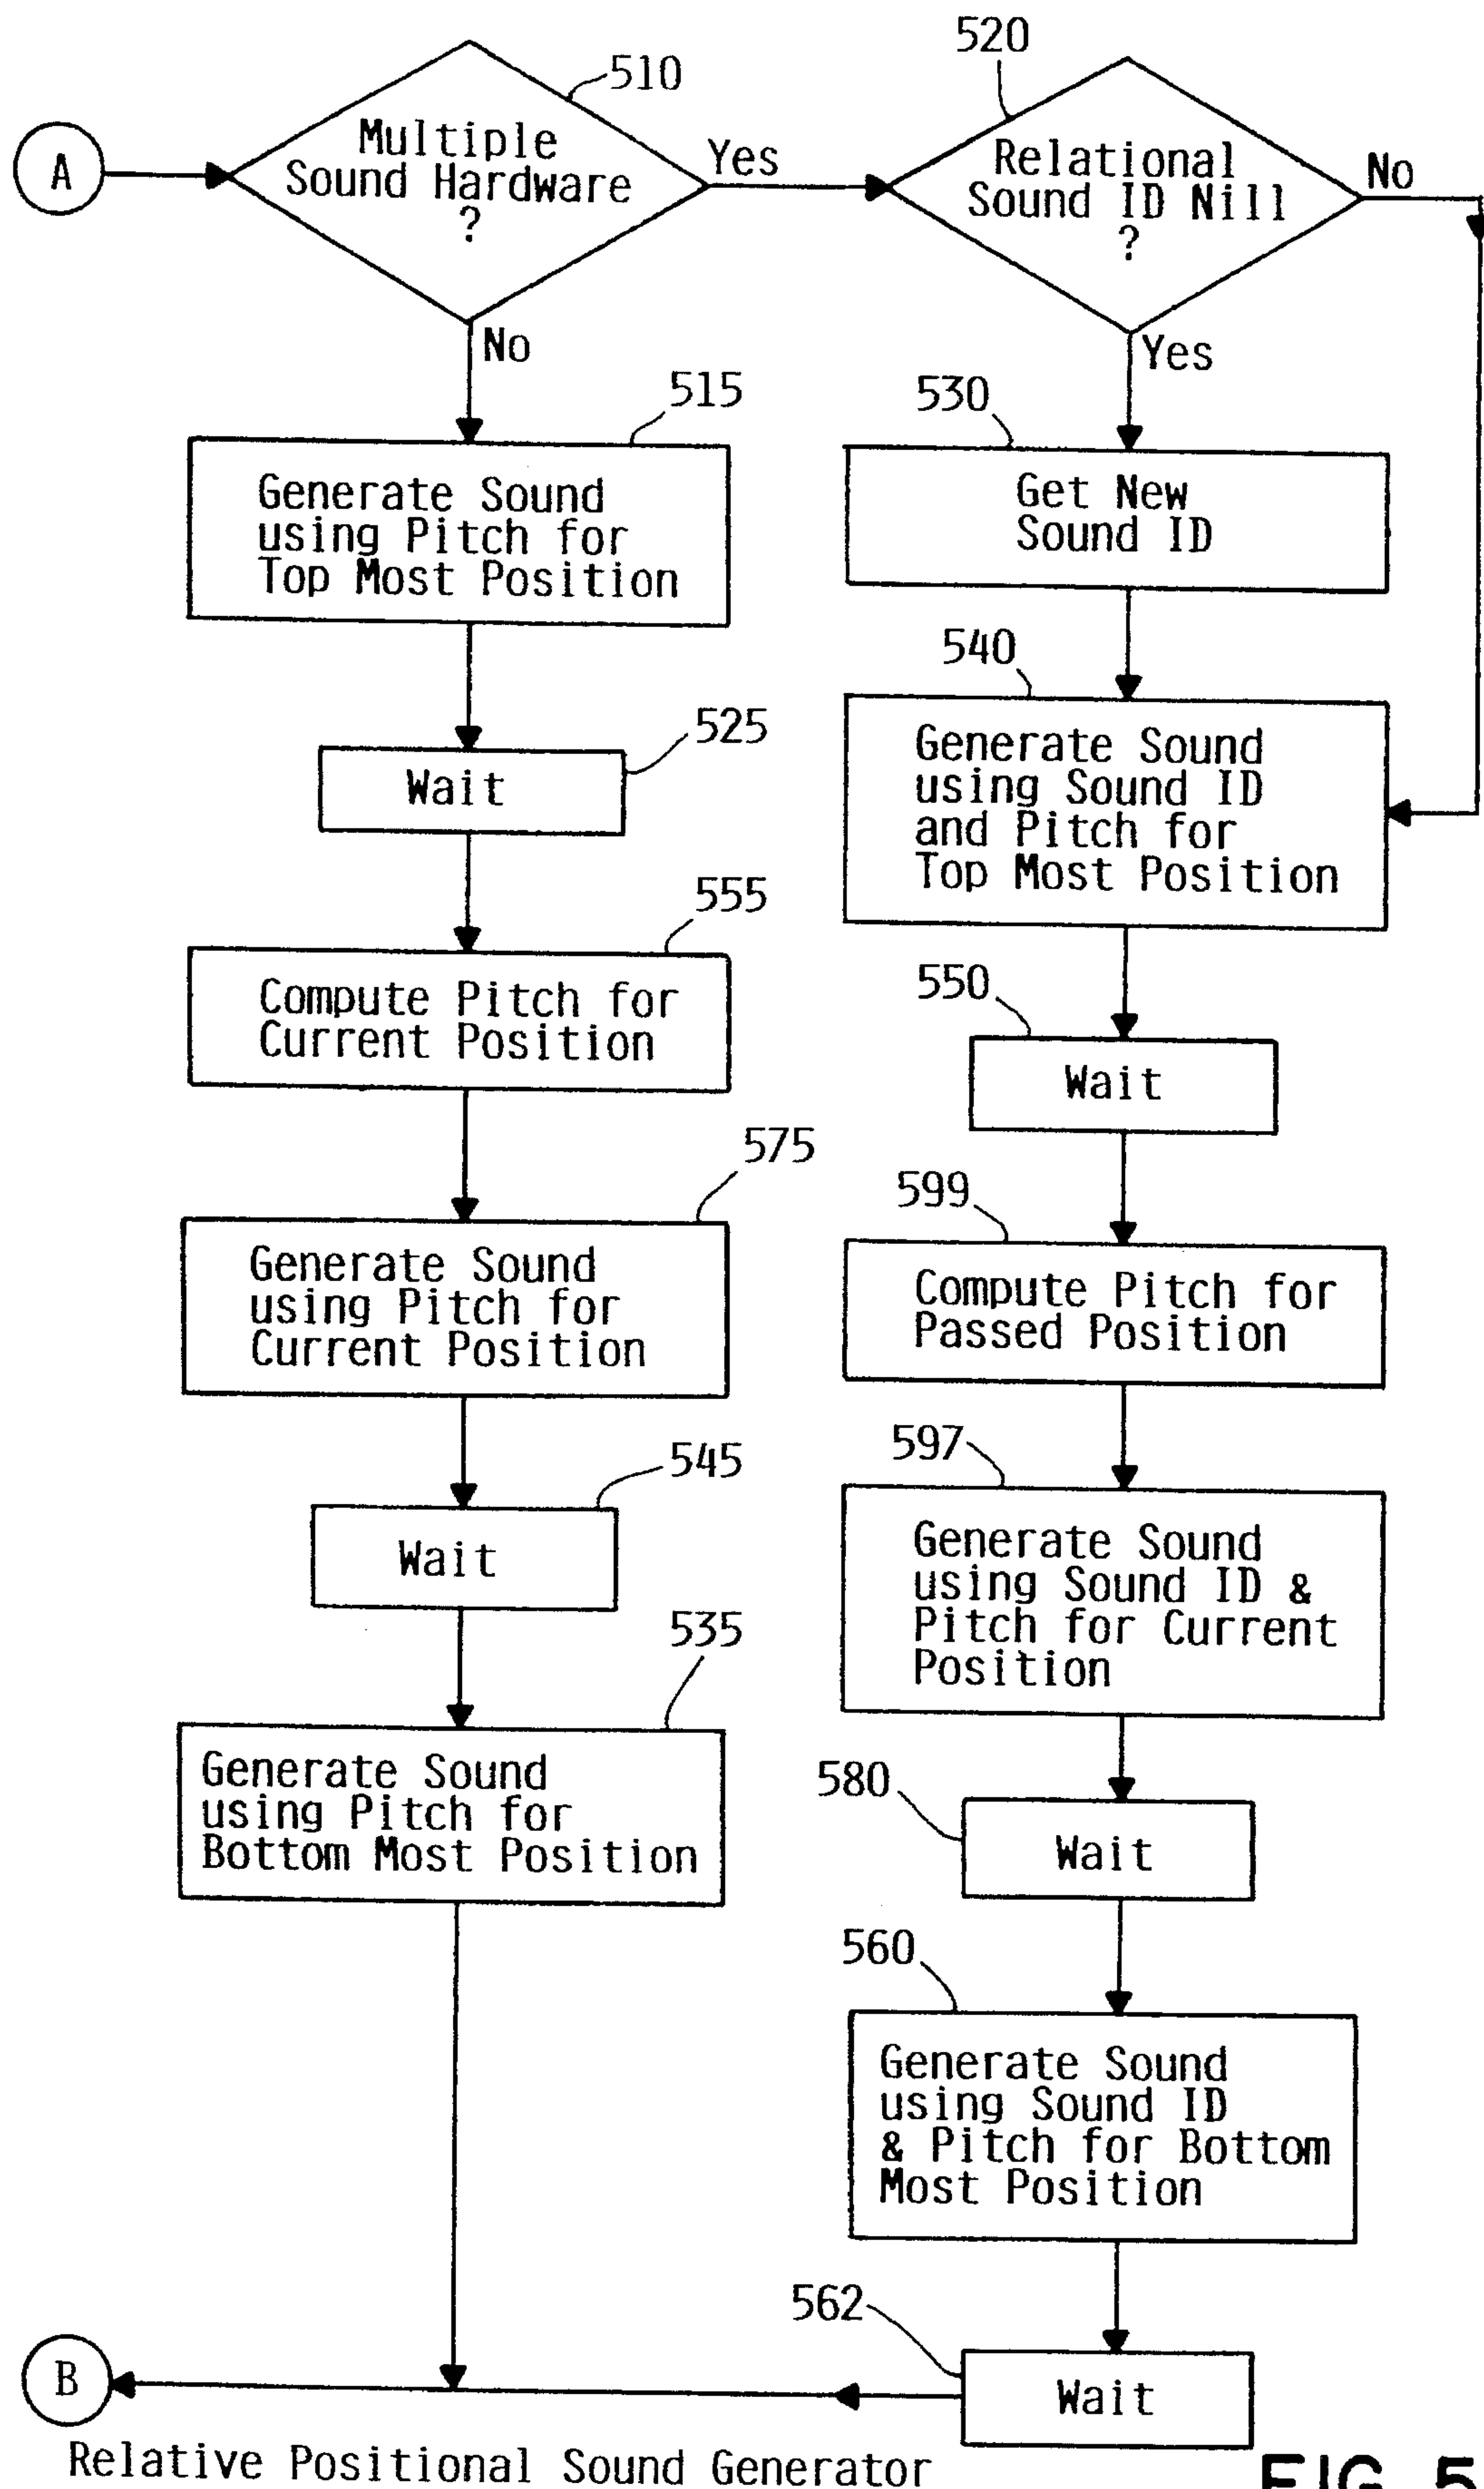 A
510
Multiple
Sound Hardware
?
Yes
No
520
Relational
Sound ID Nill
?
No
Yes
515
Generate Sound
using Pitch for
Top Most Position
525
Wait
555
Compute Pitch for
Current Position
575
Generate Sound
using Pitch for
Current Position
545
Wait
535
Generate Sound
using Pitch for
Bottom Most Position
530
Get New
Sound ID
540
Generate Sound
using Sound ID
and Pitch for
Top Most Position
550
Wait
599
Compute Pitch for
Passed Position
597
Generate Sound
using Sound ID &
Pitch for Current
Position
580
Wait
560
Generate Sound
using Sound ID
& Pitch for Bottom
Most Position
562
Wait
B
Relative Positional Sound Generator
FIG. 5